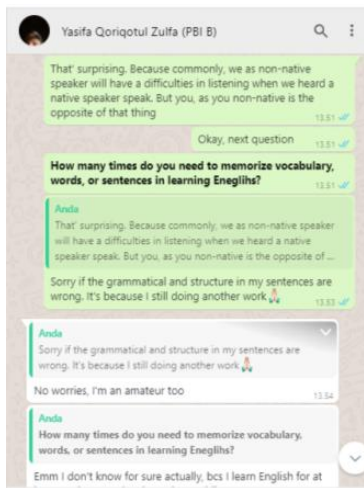 Yasifa Qoriqotul Zulfa (PBI B)
That' surprising. Because commonly, we as non-native
speaker will have a difficulties in listening when we heard a
native speaker speak. But you, as you non-native is the
opposite of that thing
13.51
Okay, next question
13.51
How many times do you need to memorize vocabulary,
words, or sentences in learning Eneglihs?
13.51
Anda
That' surprising. Because commonly, we as non-native speaker
will have a difficulties in listening when we heard a native
speaker speak. But you, as you non-native is the opposite of ...
Sorry if the grammatical and structure in my sentences are
wrong. It's because I still doing another work🙏🏻
13.53
Anda
Sorry if the grammatical and structure in my sentences are
wrong. It's because I still doing another work🙏🏻
No worries, I'm an amateur too
13.54
Anda
How many times do you need to memorize vocabulary,
words, or sentences in learning Eneglihs?
Emm I don't know for sure actually, bcs I learn English for at